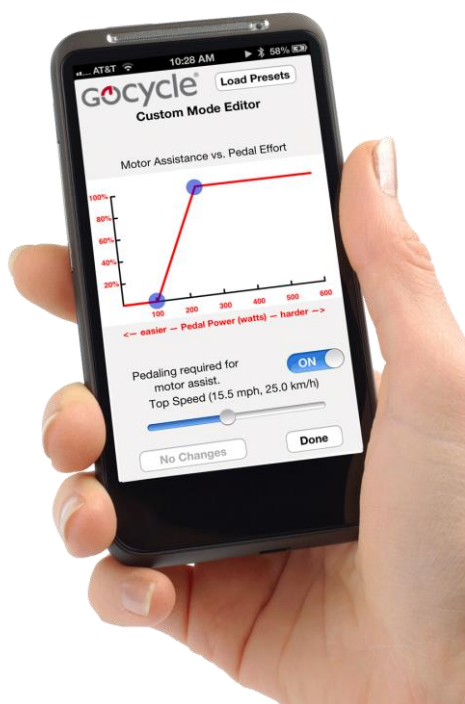 AT&T 10:28 AM 58%
GOCYCLE® Load Presets
Custom Mode Editor
Motor Assistance vs. Pedal Effort
100%
80%
60%
40%
20%
100 200 300 400 500 600
<— easier — Pedal Power (watts) — harder —>
Pedaling required for ON
motor assist.
Top Speed (15.5 mph, 25.0 km/h)
No Changes Done